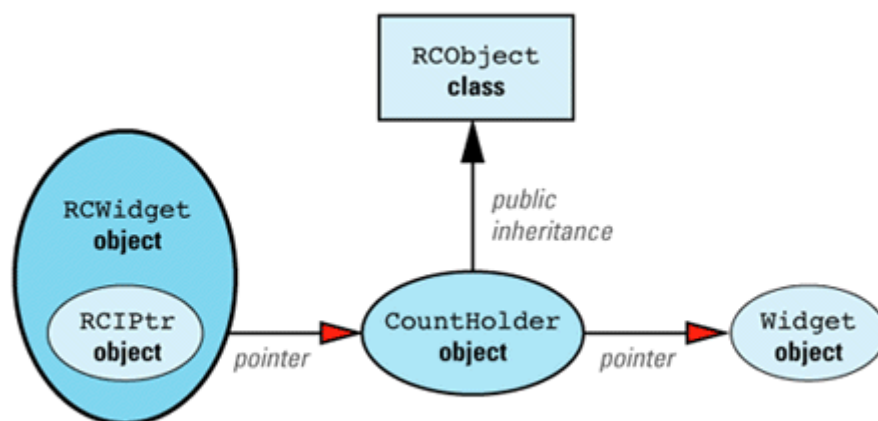 RCObject
class
public
inheritance
RCWidget
object
RCIPtr
object
pointer
CountHolder
object
pointer
Widget
object